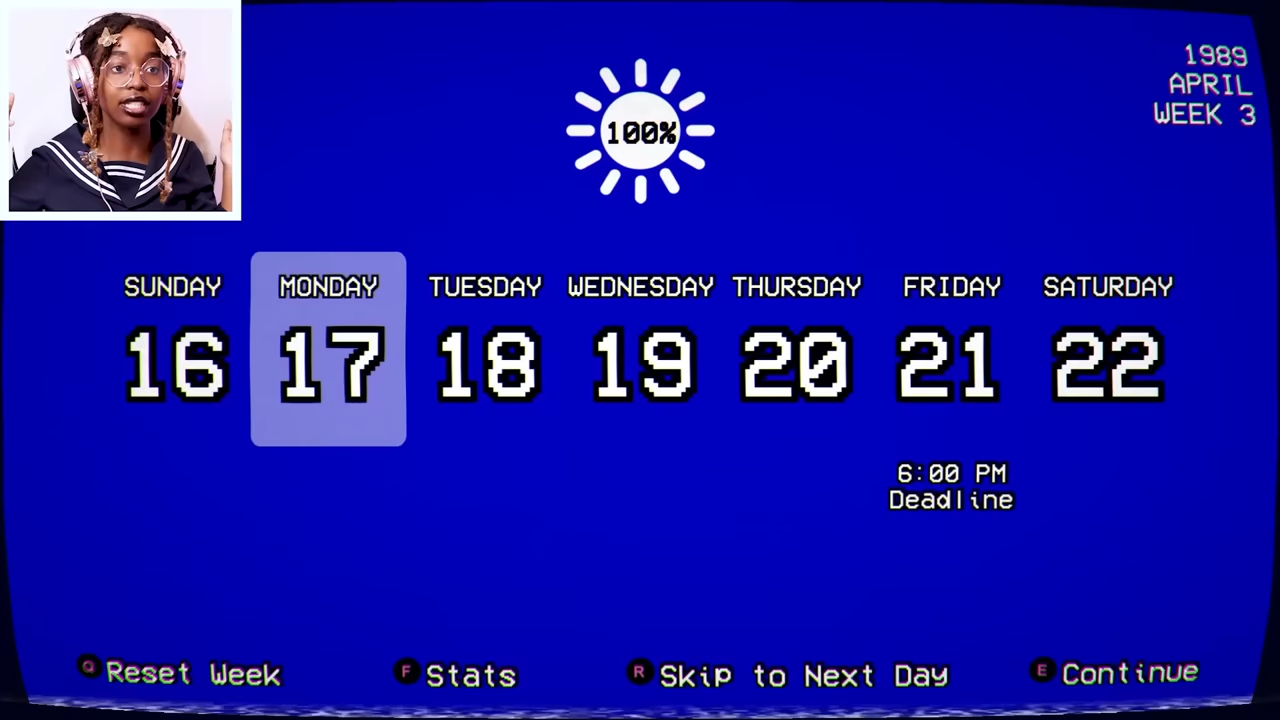 1989
APRIL
WEEK 3
100%
SUNDAY MONDAY TUESDAY WEDNESDAY THURSDAY FRIDAY SATURDAY
16 17 18 19 20 21 22
6:00 PM
Deadline
Q Reset Week F Stats R Skip to Next Day E Continue